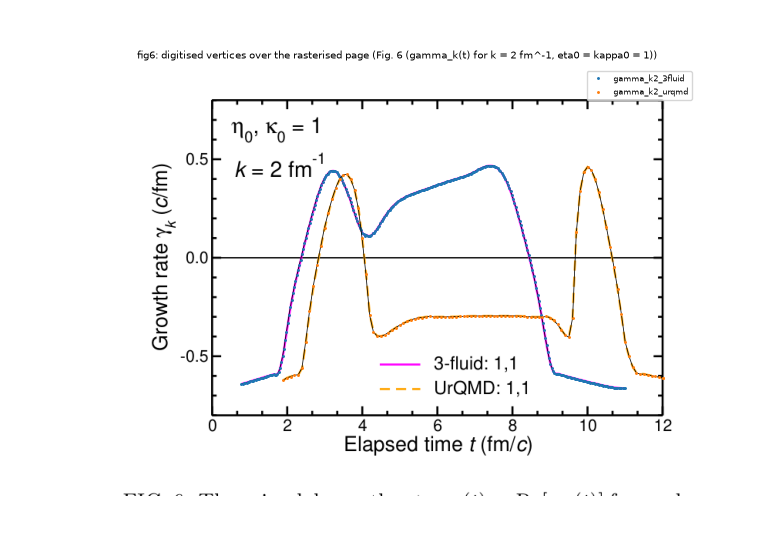 fig6: digitised vertices over the rasterised page (Fig. 6 (gamma_k(t) for k = 2 fm^-1, eta0 = kappa0 = 1))
gamma_k2_3fluid
gamma_k2_urqmd
η₀, κ₀ = 1
k = 2 fm⁻¹
Growth rate γₖ (c/fm)
0.5
0.0
-0.5
3-fluid: 1,1
UrQMD: 1,1
0 2 4 6 8 10 12
Elapsed time t (fm/c)